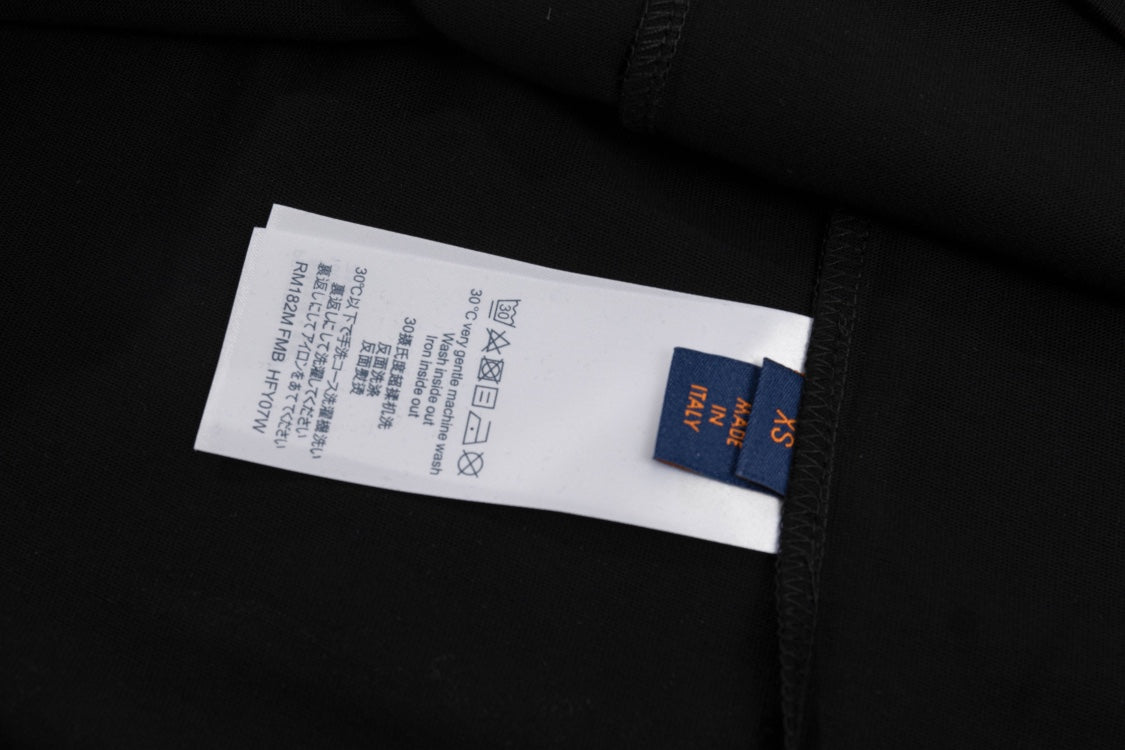 XS
MADE
IN
ITALY
30
30°C very gentle machine wash
Wash inside out
Iron inside out
30摄氏度超揉机洗
反面洗涤
反面熨烫
30℃以下で手洗コース洗濯機洗い
裏返しにして洗濯してください
裏返しにしてアイロンをあててください
RM182M FMB HFY07W